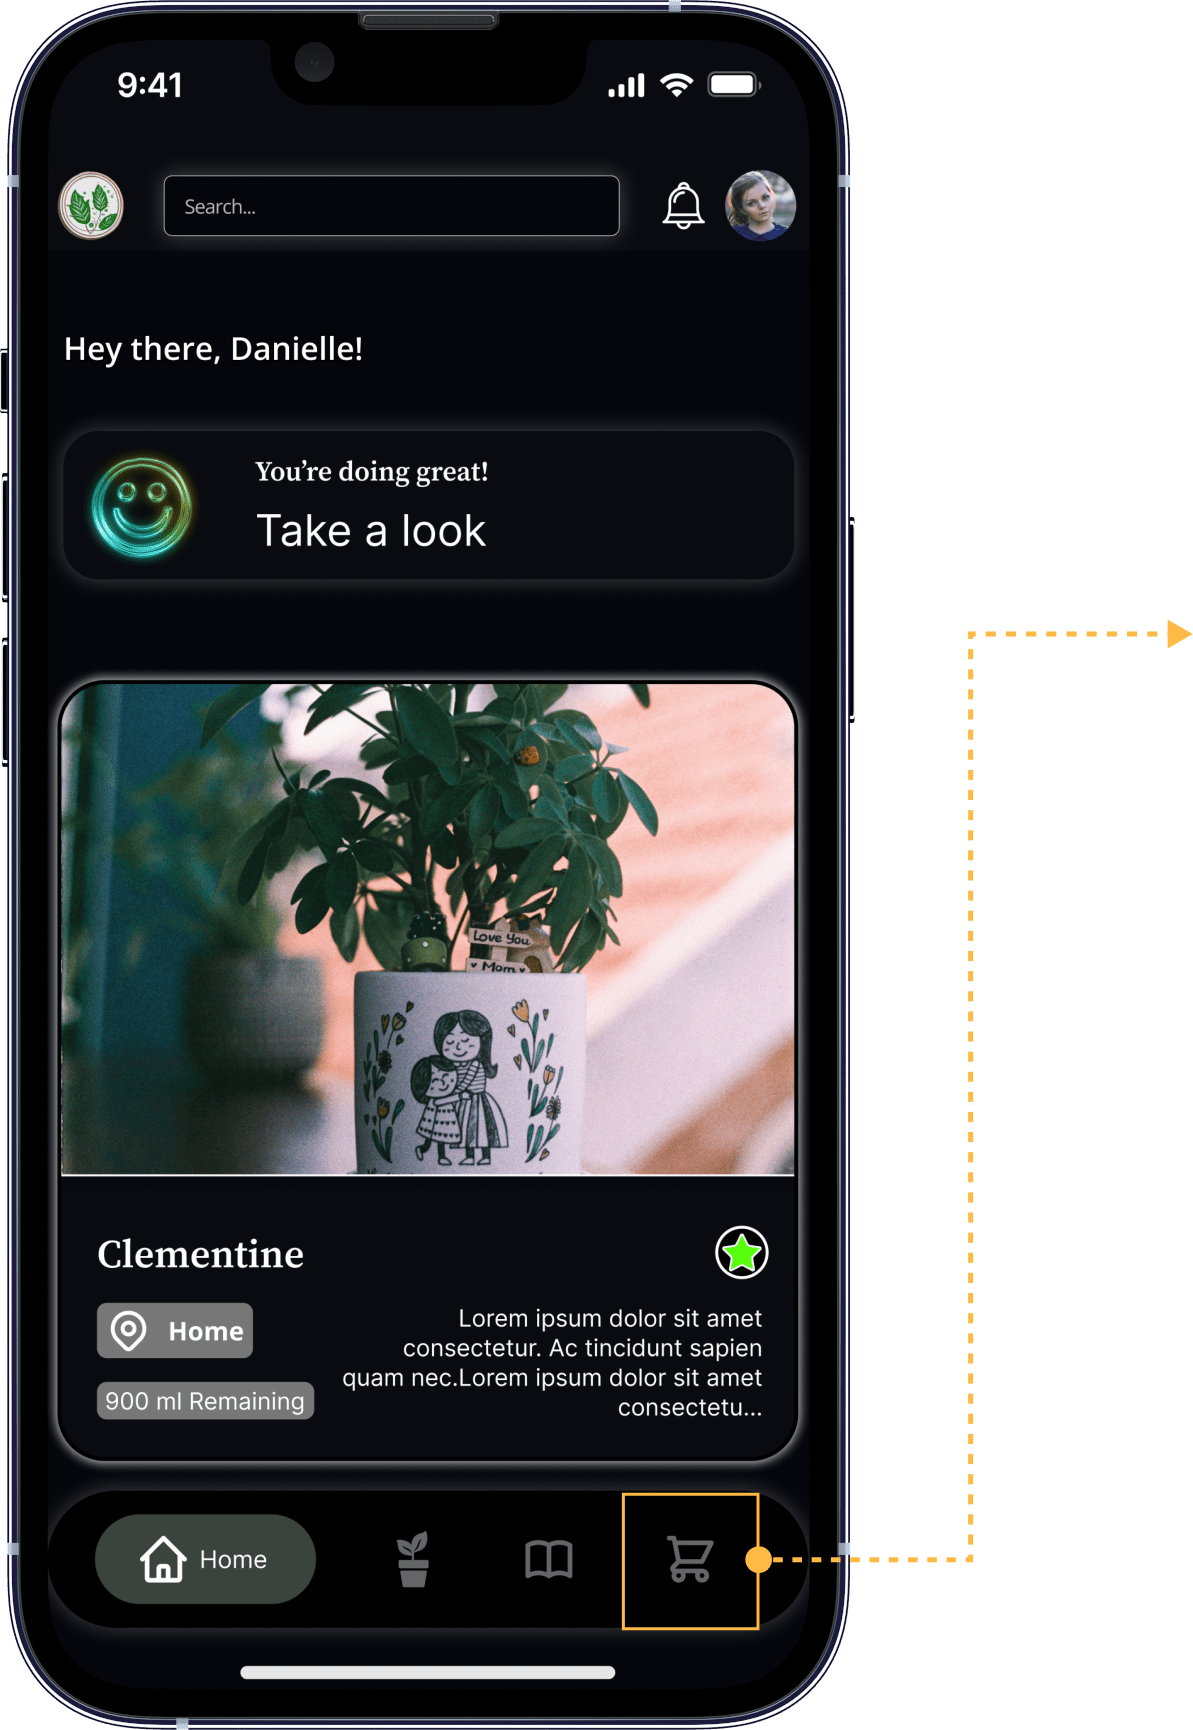 9:41
Search...
Hey there, Danielle!
You're doing great!
Take a look
Love You
Mom
Clementine
Home
900 ml Remaining
Lorem ipsum dolor sit amet
consectetur. Ac tincidunt sapien
quam nec.Lorem ipsum dolor sit amet
consectetu...
Home